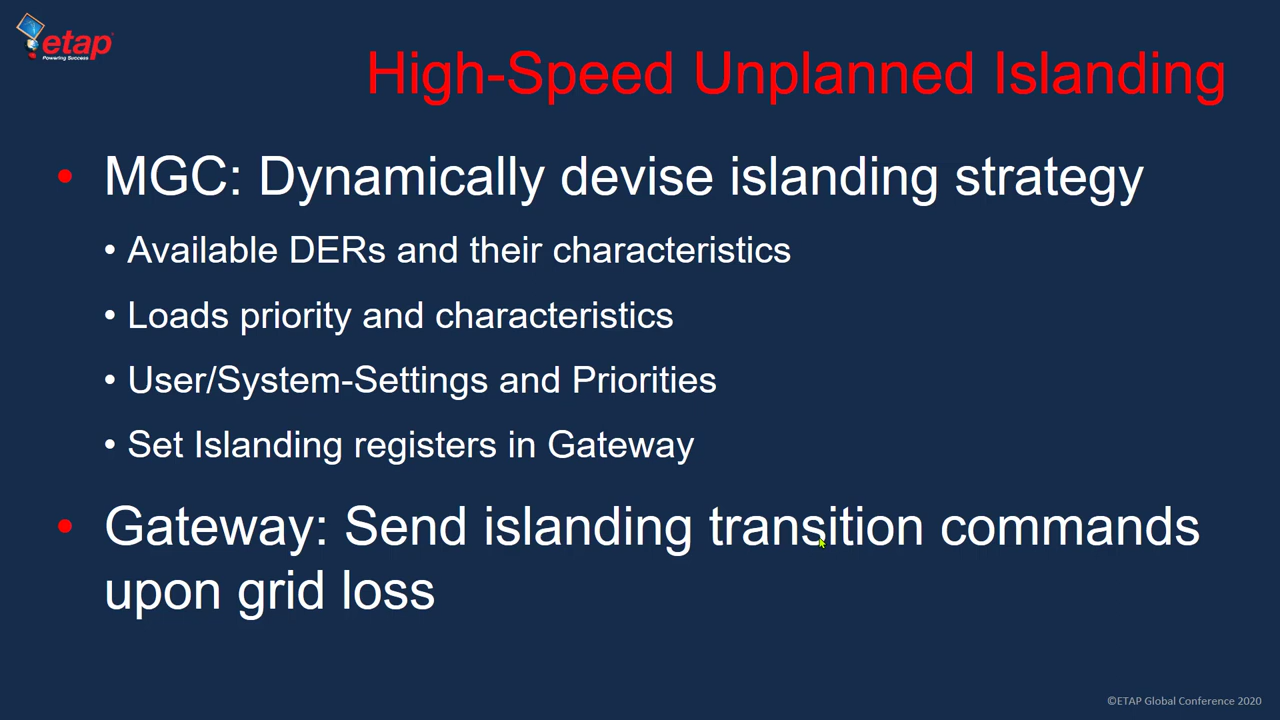 etap
Powering Success
High-Speed Unplanned Islanding
• MGC: Dynamically devise islanding strategy
• Available DERs and their characteristics
• Loads priority and characteristics
• User/System-Settings and Priorities
• Set Islanding registers in Gateway
• Gateway: Send islanding transition commands
upon grid loss
©ETAP Global Conference 2020